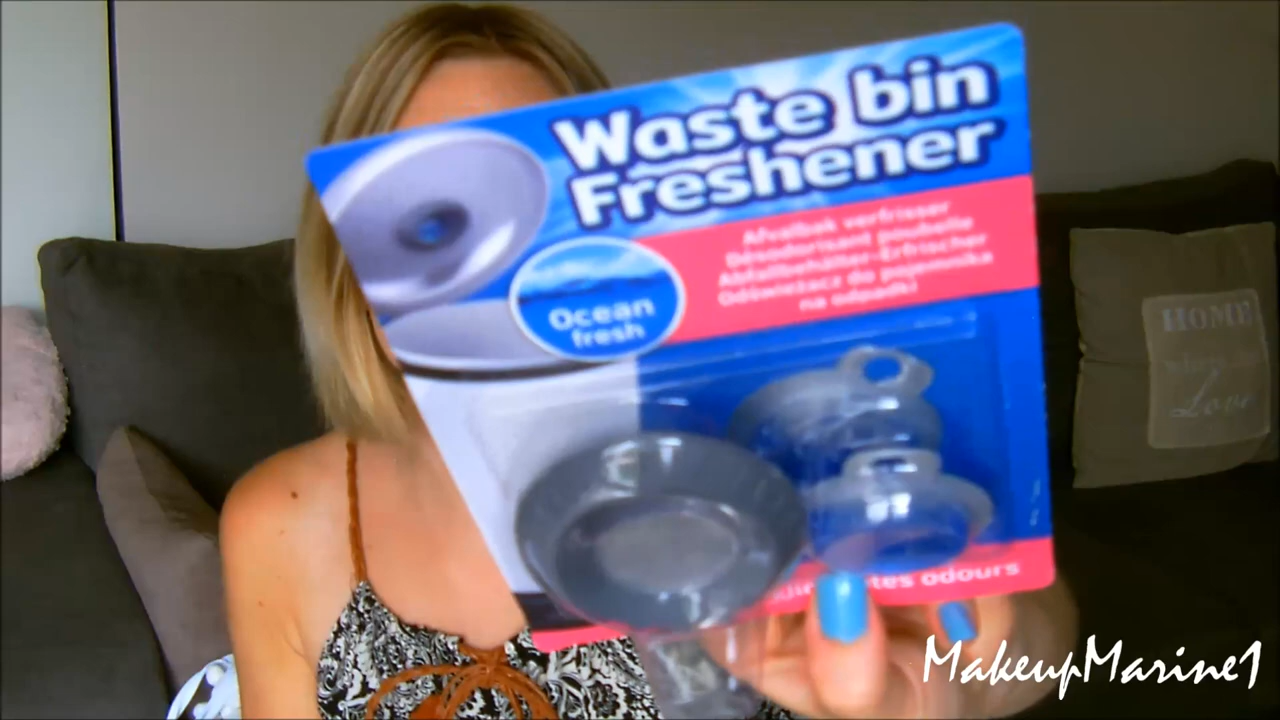 Waste bin
Freshener
Afvalbak verfrisser
Désodorisant poubelle
Abfallbehälter-Erfrischer
Odświeżacz do pojemnika
na odpadki
Ocean
fresh
odours
HOME
Love
MakeupMarine1